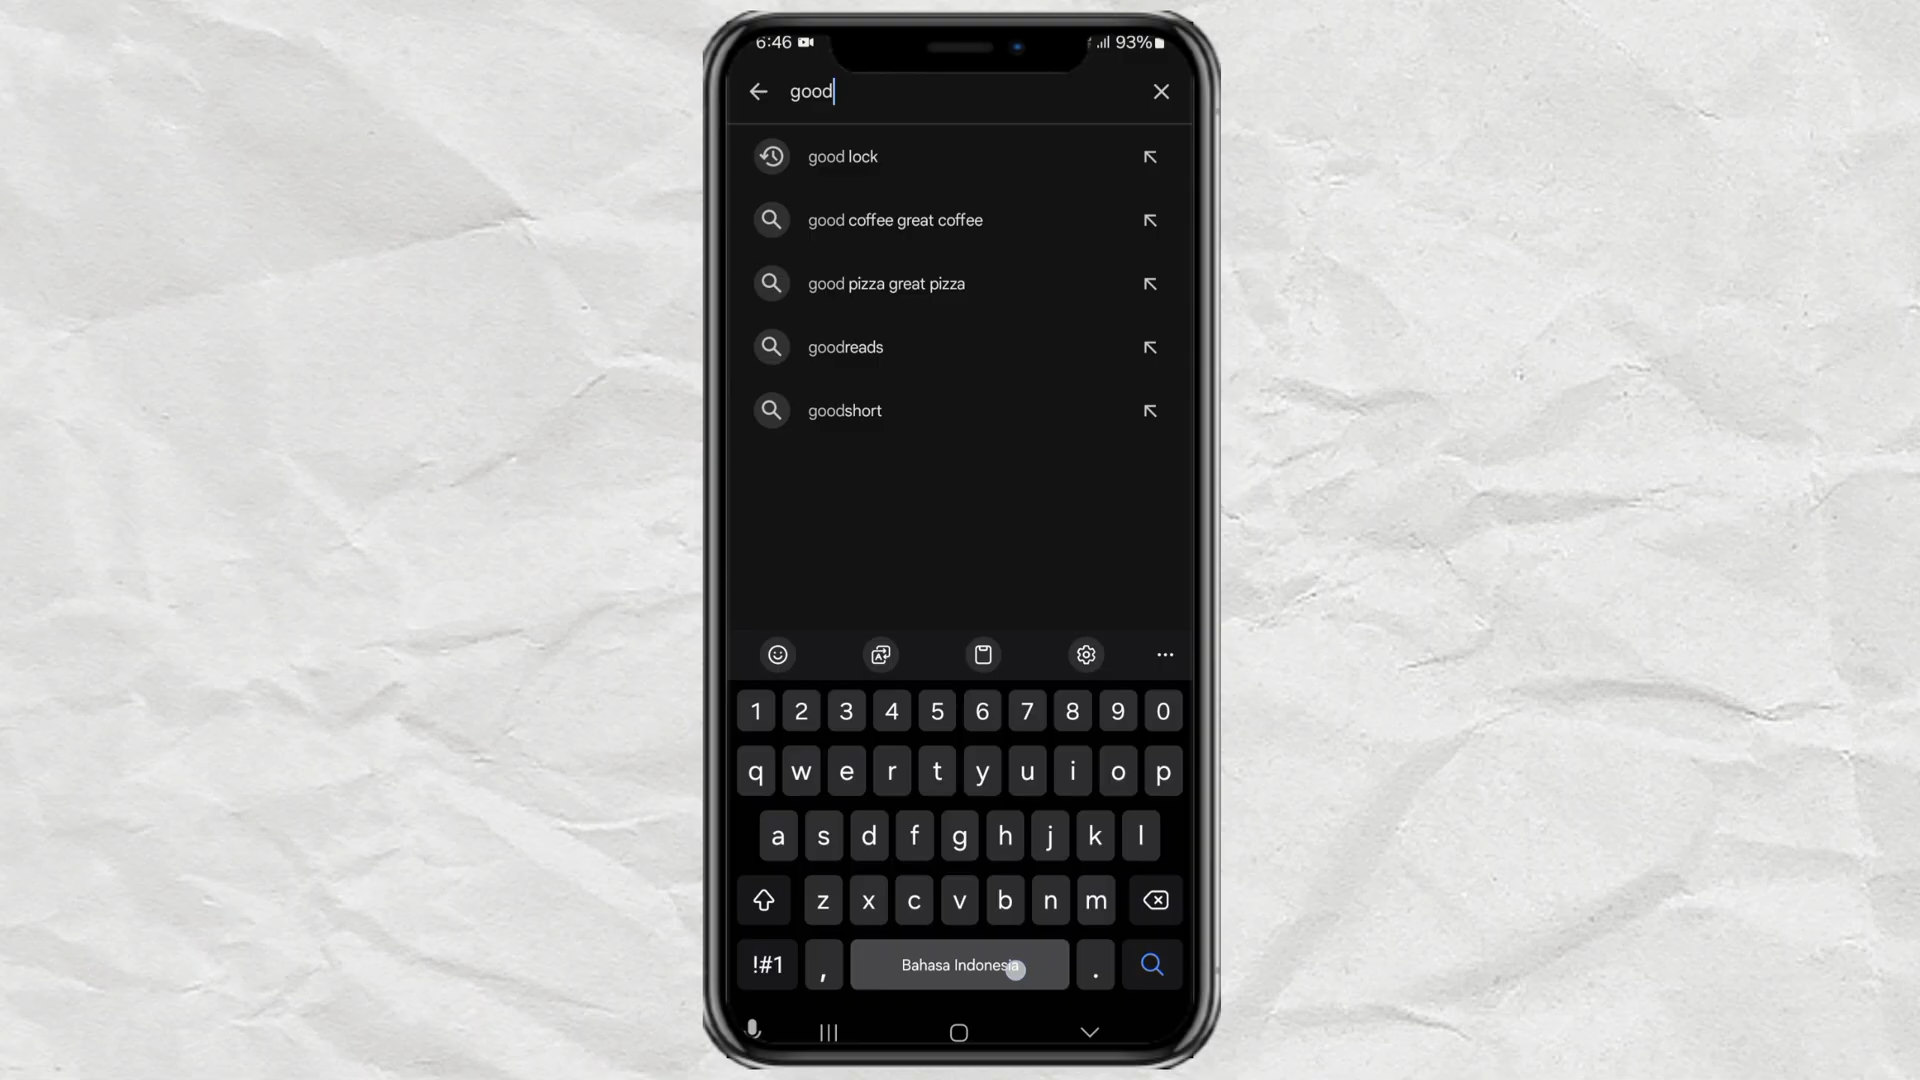 6:46
93%
good
good lock
good coffee great coffee
good pizza great pizza
goodreads
goodshort
1 2 3 4 5 6 7 8 9 0
q w e r t y u i o p
a s d f g h j k l
z x c v b n m
!#1 , Bahasa Indonesia .